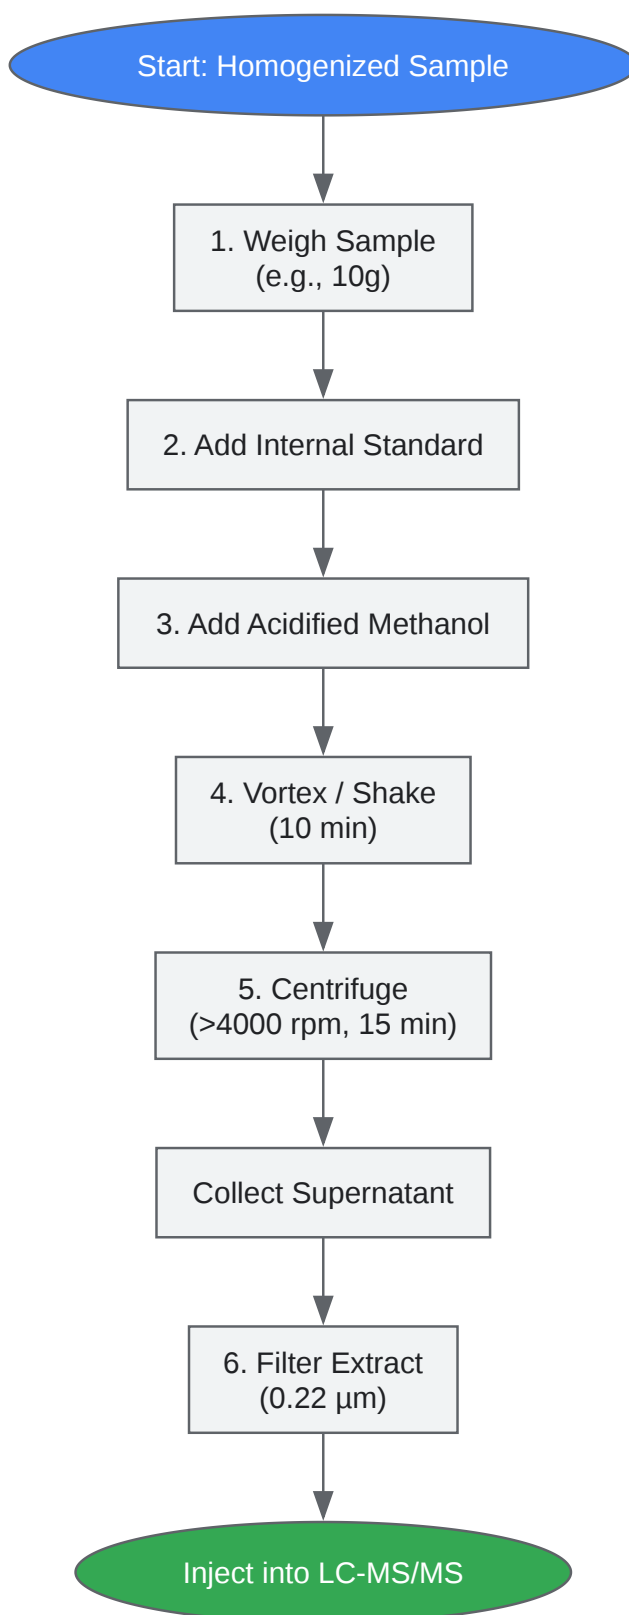 Start: Homogenized Sample
1. Weigh Sample
(e.g., 10g)
2. Add Internal Standard
3. Add Acidified Methanol
4. Vortex / Shake
(10 min)
5. Centrifuge
(>4000 rpm, 15 min)
Collect Supernatant
6. Filter Extract
(0.22 µm)
Inject into LC-MS/MS